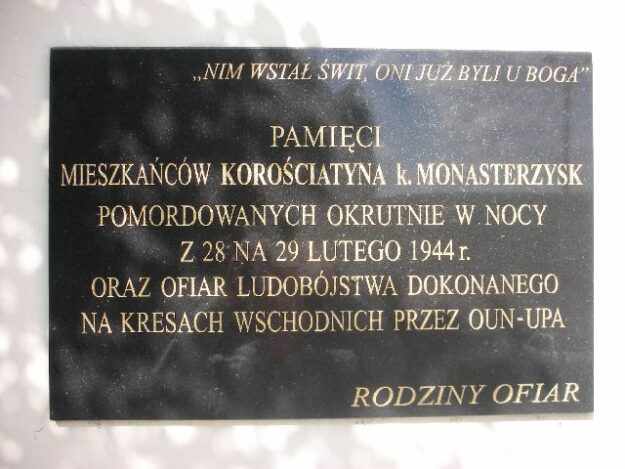 „NIM WSTAŁ ŚWIT, ONI JUŻ BYLI U BOGA”
PAMIĘCI
MIESZKAŃCÓW KOROŚCIATYNA k. MONASTERZYSK
POMORDOWANYCH OKRUTNIE W NOCY
Z 28 NA 29 LUTEGO 1944 r.
ORAZ OFIAR LUDOBÓJSTWA DOKONANEGO
NA KRESACH WSCHODNICH PRZEZ OUN-UPA
RODZINY OFIAR